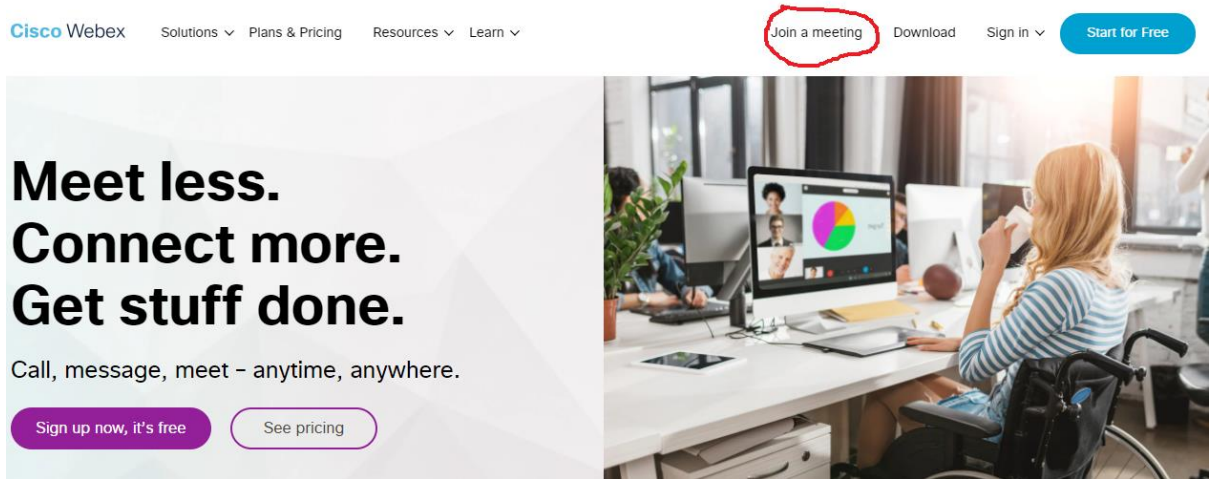 Cisco Webex Solutions Plans & Pricing Resources Learn Join a meeting Download Sign in Start for Free
Meet less.
Connect more.
Get stuff done.
Call, message, meet – anytime, anywhere.
Sign up now, it's free See pricing